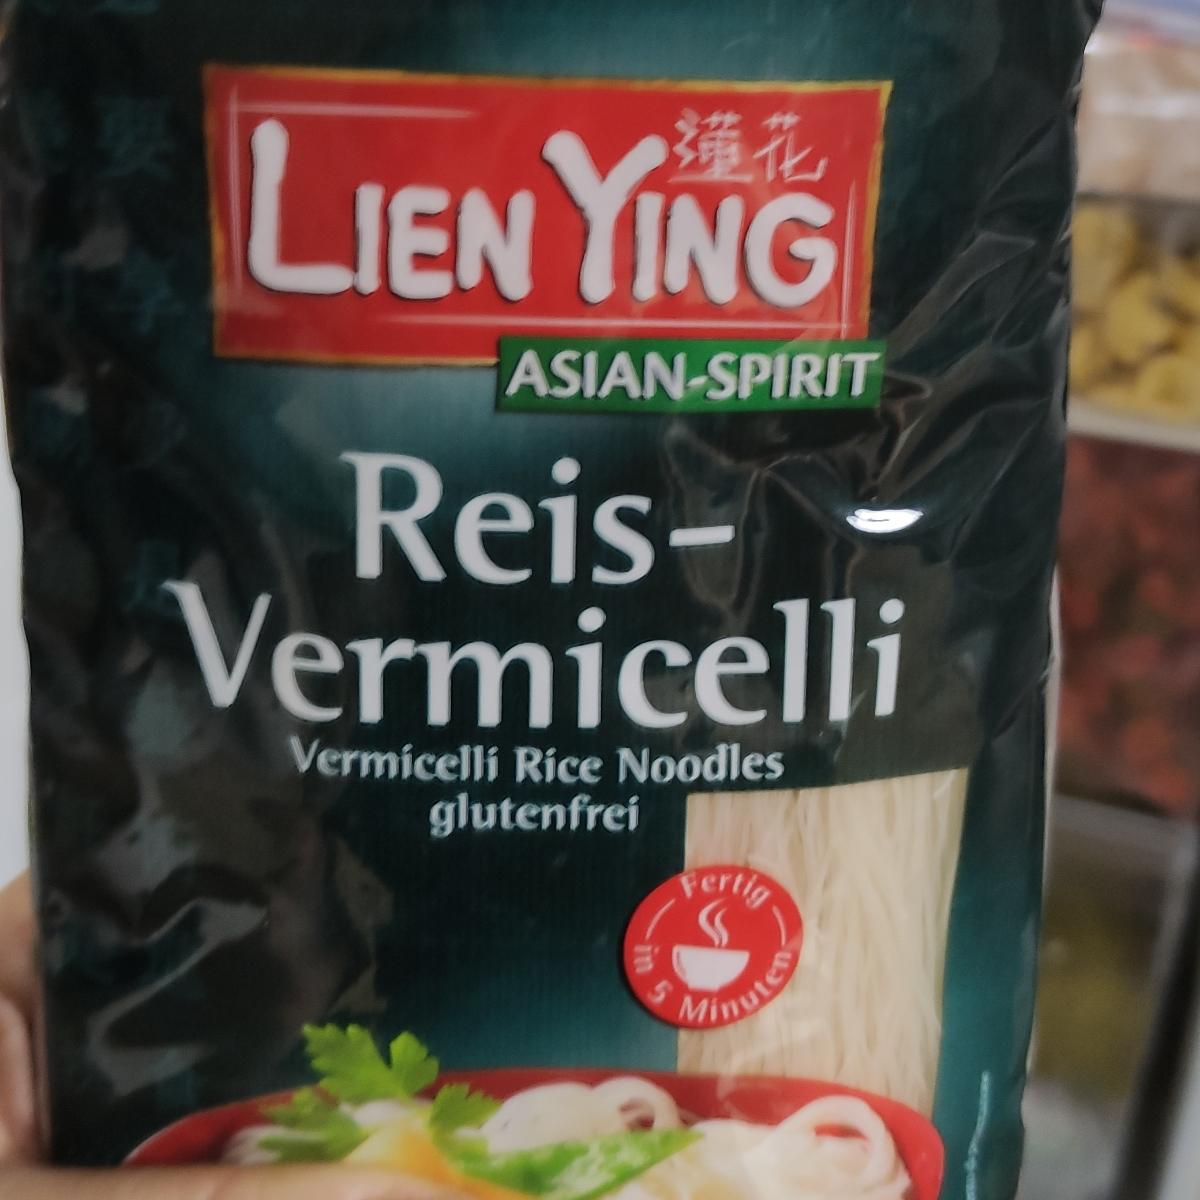 蓮花
LIEN YING
ASIAN-SPIRIT
Reis-
Vermicelli
Vermicelli Rice Noodles
glutenfrei
Fertig
in 5 Minuten